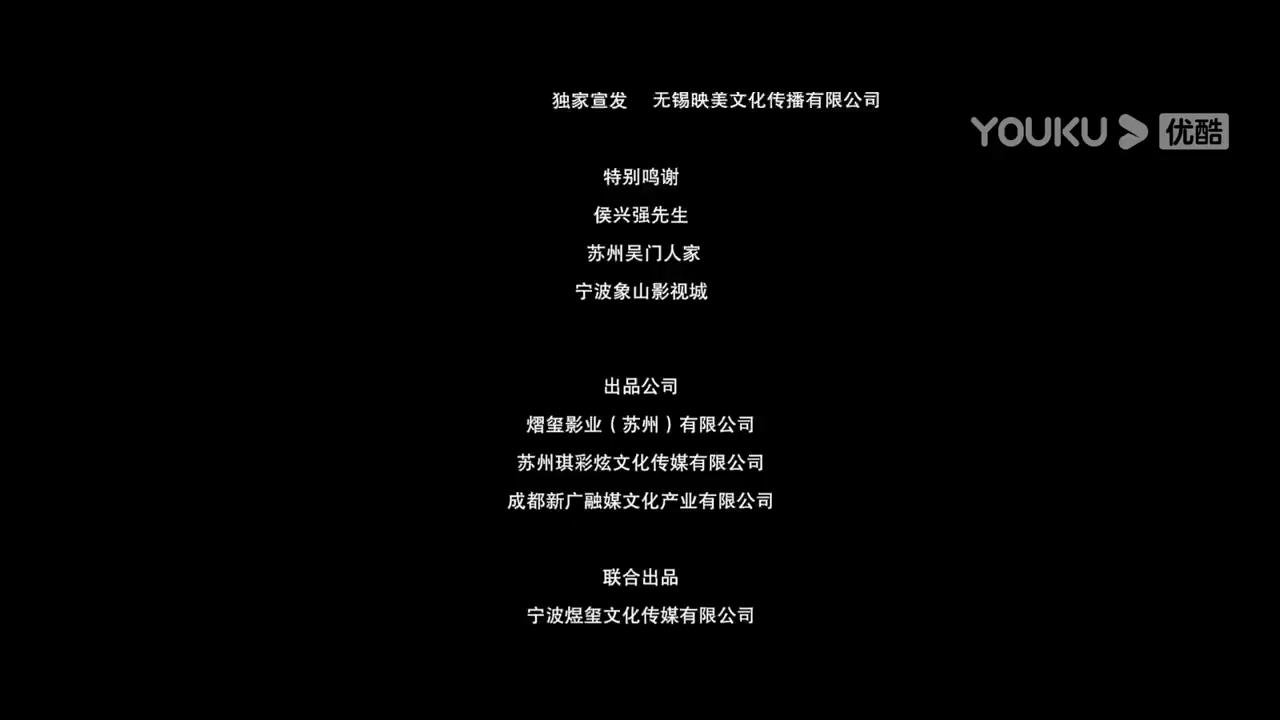 独家宣发 无锡映美文化传播有限公司
YOUKU 优酷
特别鸣谢
侯兴强先生
苏州吴门人家
宁波象山影视城
出品公司
熠玺影业（苏州）有限公司
苏州琪彩炫文化传媒有限公司
成都新广融媒文化产业有限公司
联合出品
宁波煜玺文化传媒有限公司